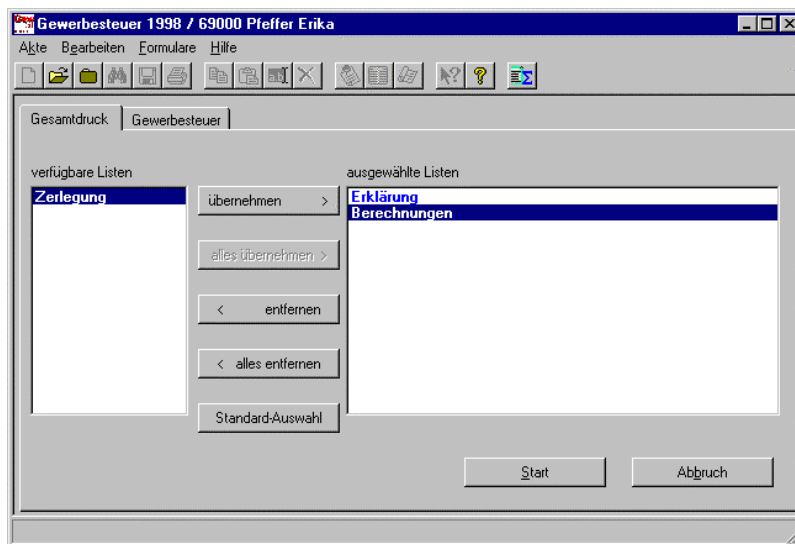 Gewerbesteuer 1998 / 69000 Pfeffer Erika
Akte Bearbeiten Formulare Hilfe
Gesamtdruck Gewerbesteuer
verfügbare Listen
ausgewählte Listen
Zerlegung
Erklärung
Berechnungen
übernehmen >
alles übernehmen >
< entfernen
< alles entfernen
Standard-Auswahl
Start Abbruch